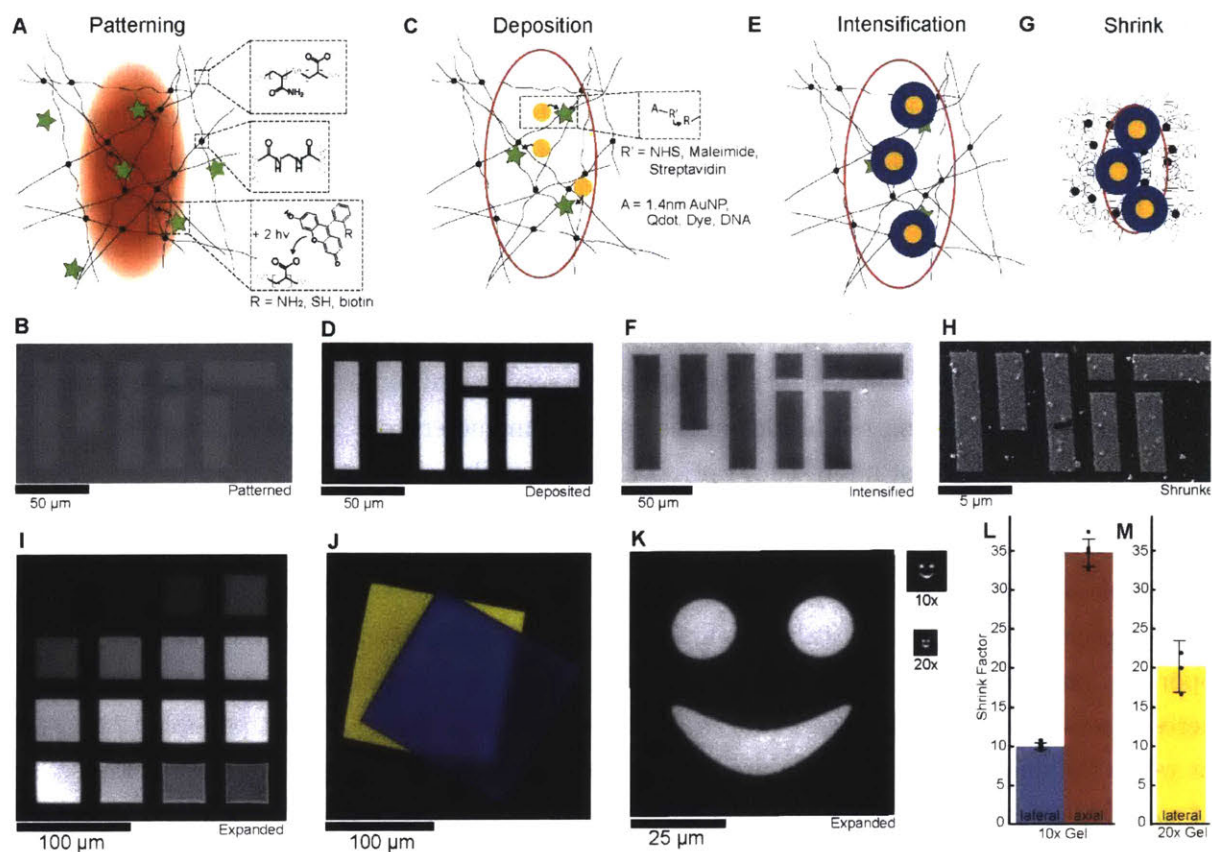 A Patterning
C Deposition
E Intensification
G Shrink
NH₂
+ 2 hν
R
R = NH₂, SH, biotin
A
R'
R
R' = NHS, Maleimide,
Streptavidin
A = 1.4nm AuNP,
Qdot, Dye, DNA
B
50 µm
Patterned
D
50 µm
Deposited
F
50 µm
Intensified
H
5 µm
Shrunke
I
100 µm
Expanded
J
100 µm
K
25 µm
Expanded
10x
20x
L
Shrink Factor
35
30
25
20
15
10
5
0
lateral axial
10x Gel
M
35
30
25
20
15
10
5
0
lateral
20x Gel